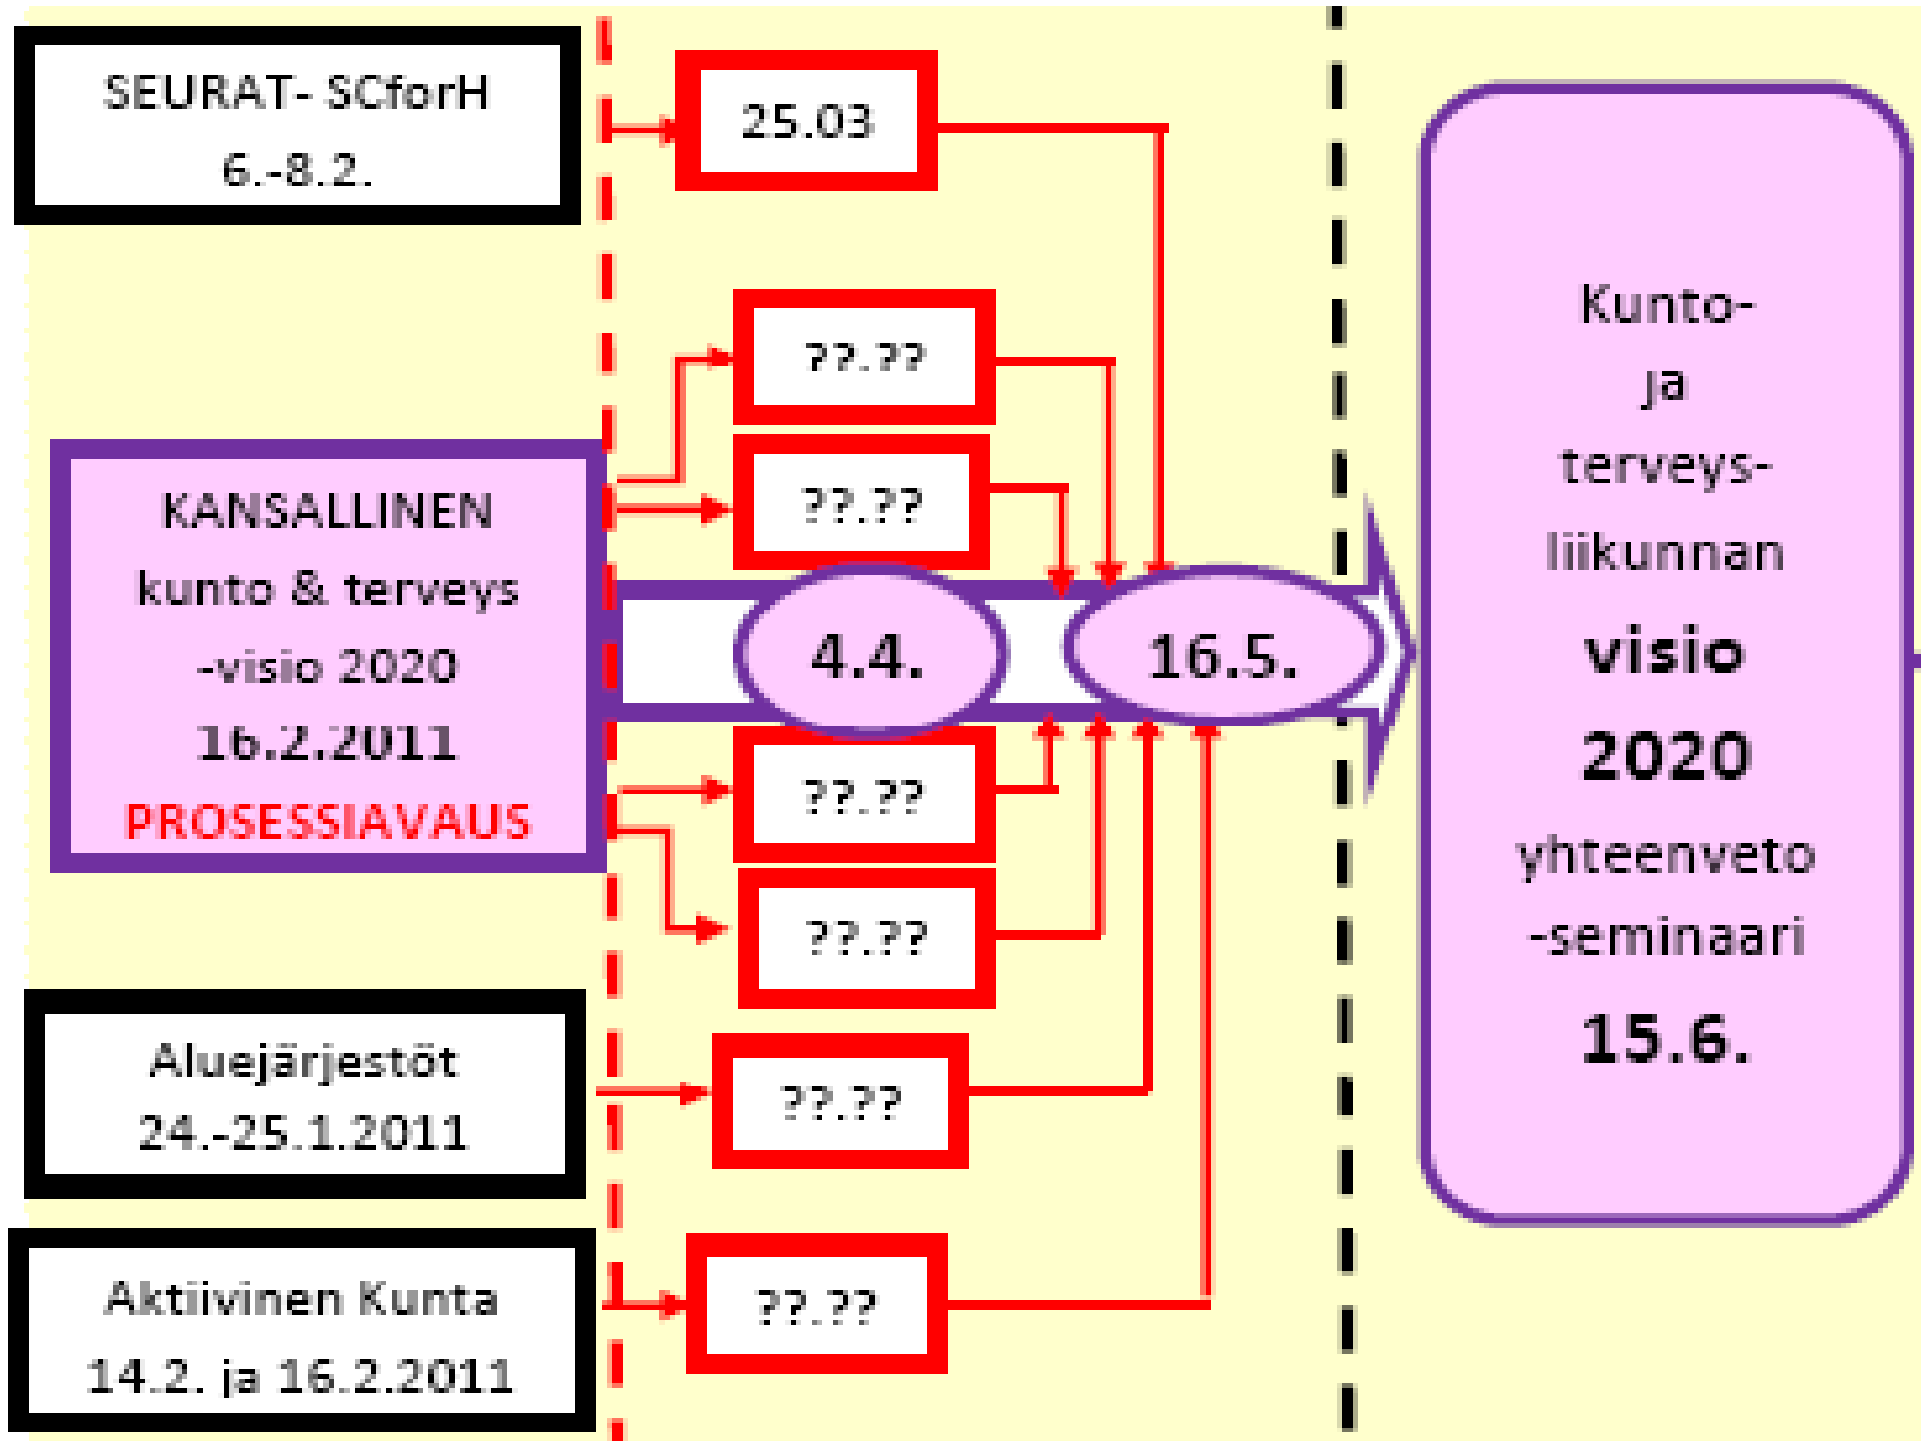 SEURAT- SCforH
6.-8.2.
25.03
??.??
??.??
KANSALLINEN
kunto & terveys
-visio 2020
16.2.2011
PROSESSIAVAUS
4.4.
16.5.
??.??
??.??
Aluejärjestöt
24.-25.1.2011
??.??
Aktiivinen Kunta
14.2. ja 16.2.2011
??.??
Kunto-
ja
terveys-
liikunnan
visio
2020
yhteenveto
-seminaari
15.6.